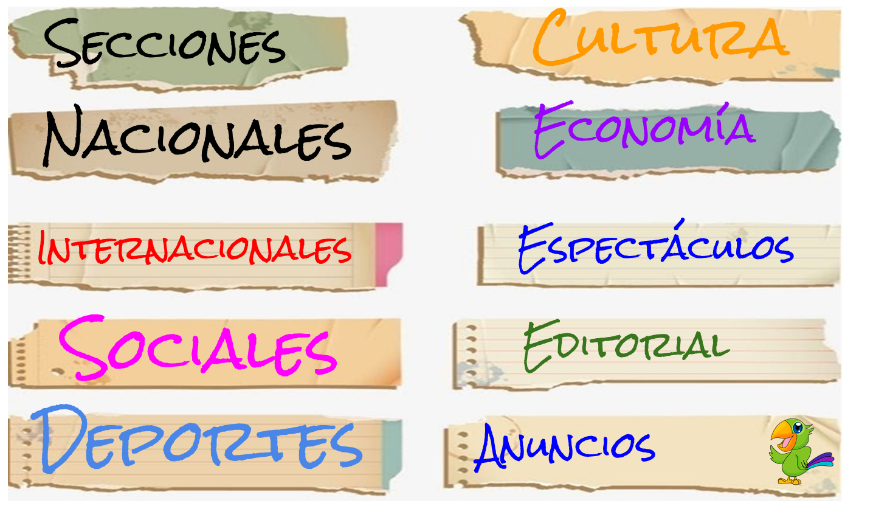 Secciones
Cultura
Nacionales
Economía
Internacionales
Espectáculos
Sociales
Editorial
Deportes
Anuncios